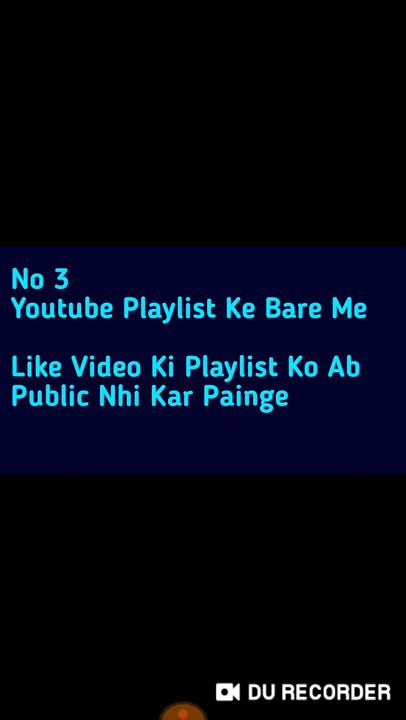 No 3
Youtube Playlist Ke Bare Me
Like Video Ki Playlist Ko Ab
Public Nhi Kar Painge
DU RECORDER